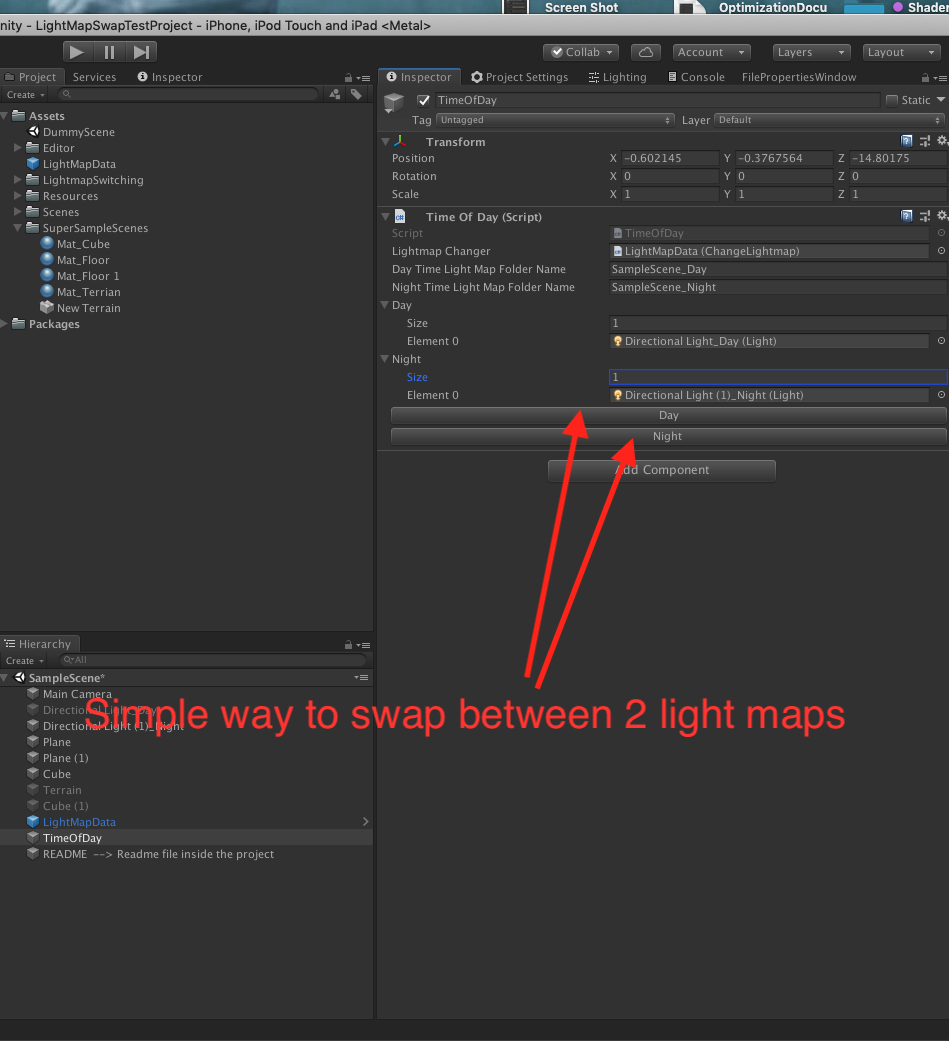 Screen Shot OptimizationDocu Shader
nity - LightMapSwapTestProject - iPhone, iPod Touch and iPad <Metal>
Collab Account Layers Layout
Project Services Inspector
Create
Assets
DummyScene
Editor
LightMapData
LightmapSwitching
Resources
Scenes
SuperSampleScenes
Mat_Cube
Mat_Floor
Mat_Floor 1
Mat_Terrian
New Terrain
Packages
Inspector Project Settings Lighting Console FilePropertiesWindow
TimeOfDay Static
Tag Untagged Layer Default
Transform
Position X -0.602145 Y -0.3767564 Z -14.80175
Rotation X 0 Y 0 Z 0
Scale X 1 Y 1 Z 1
Time Of Day (Script)
Script TimeOfDay
Lightmap Changer LightMapData (ChangeLightmap)
Day Time Light Map Folder Name SampleScene_Day
Night Time Light Map Folder Name SampleScene_Night
Day
Size 1
Element 0 Directional Light_Day (Light)
Night
Size 1
Element 0 Directional Light (1)_Night (Light)
Day
Night
Add Component
Hierarchy
Create All
SampleScene*
Main Camera
Directional Light_Day
Directional Light (1)_Night
Simple way to swap between 2 light maps
Plane
Plane (1)
Cube
Terrain
Cube (1)
LightMapData
TimeOfDay
README --> Readme file inside the project